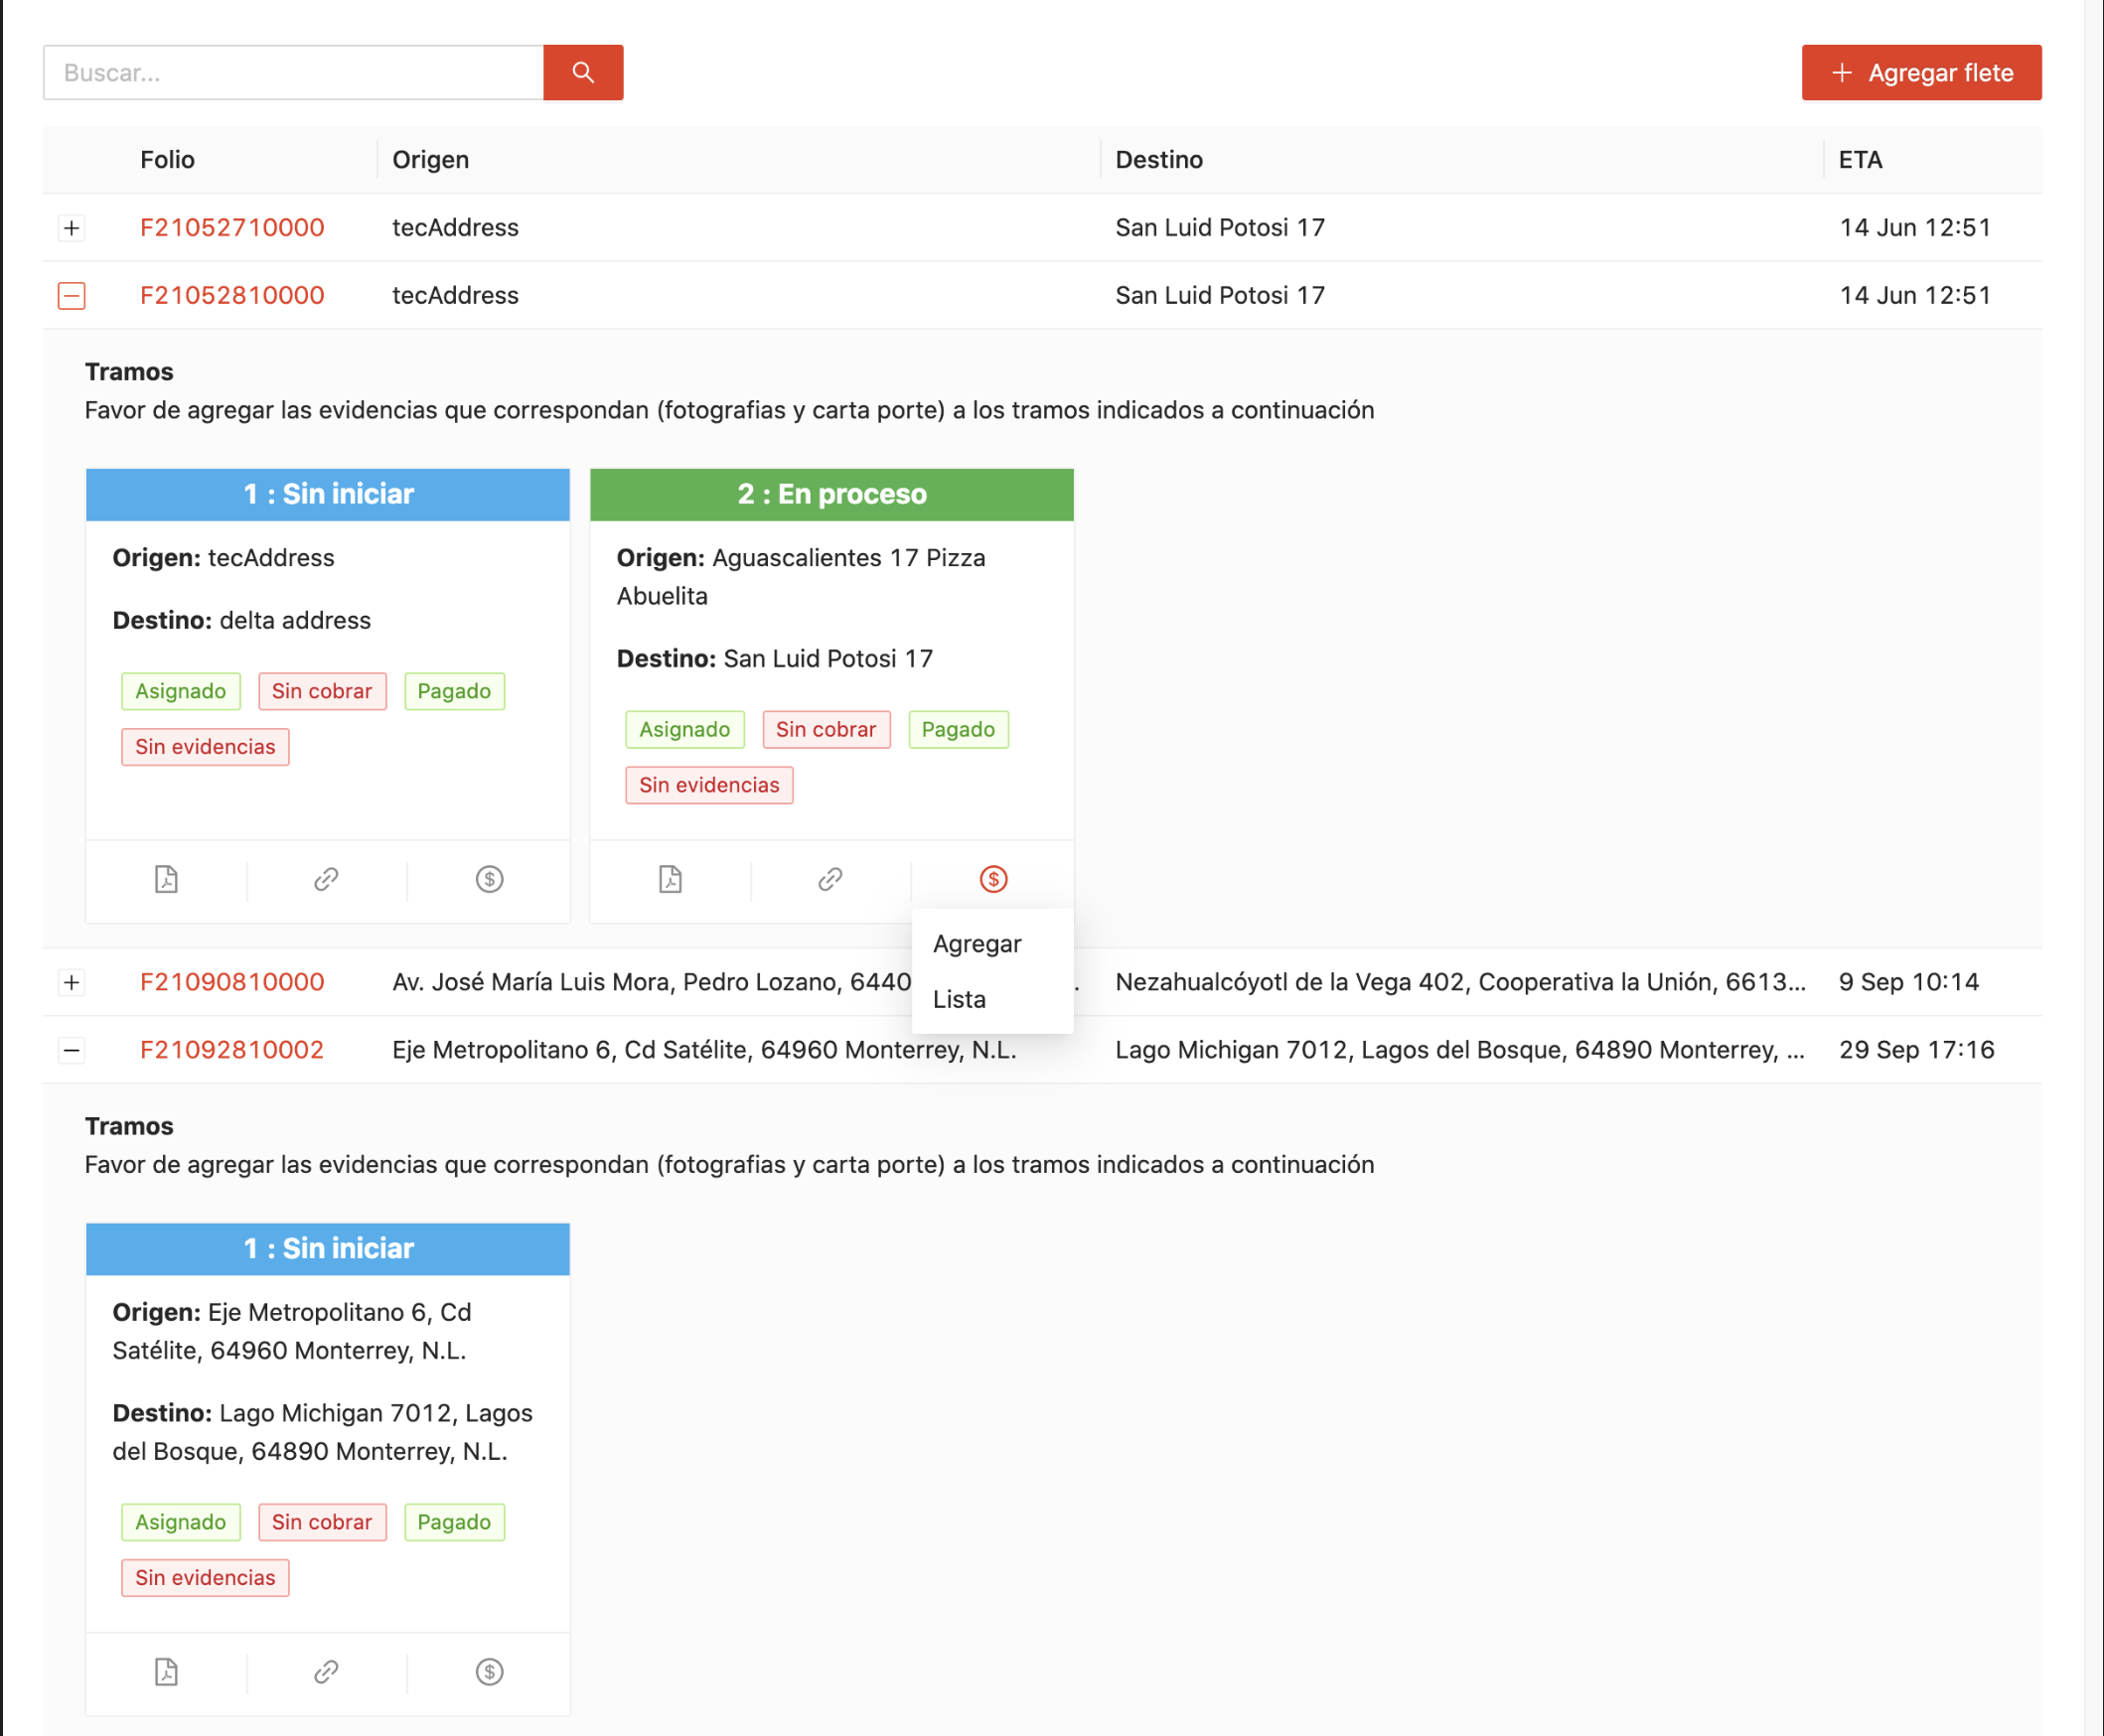 Buscar...
+ Agregar flete
Folio Origen Destino ETA
F21052710000 tecAddress San Luid Potosi 17 14 Jun 12:51
F21052810000 tecAddress San Luid Potosi 17 14 Jun 12:51
Tramos
Favor de agregar las evidencias que correspondan (fotografias y carta porte) a los tramos indicados a continuación
1 : Sin iniciar
Origen: tecAddress
Destino: delta address
Asignado Sin cobrar Pagado
Sin evidencias
2 : En proceso
Origen: Aguascalientes 17 Pizza
Abuelita
Destino: San Luid Potosi 17
Asignado Sin cobrar Pagado
Sin evidencias
Agregar
Lista
F21090810000 Av. José María Luis Mora, Pedro Lozano, 6440 Nezahualcóyotl de la Vega 402, Cooperativa la Unión, 6613... 9 Sep 10:14
F21092810002 Eje Metropolitano 6, Cd Satélite, 64960 Monterrey, N.L. Lago Michigan 7012, Lagos del Bosque, 64890 Monterrey, ... 29 Sep 17:16
Tramos
Favor de agregar las evidencias que correspondan (fotografias y carta porte) a los tramos indicados a continuación
1 : Sin iniciar
Origen: Eje Metropolitano 6, Cd
Satélite, 64960 Monterrey, N.L.
Destino: Lago Michigan 7012, Lagos
del Bosque, 64890 Monterrey, N.L.
Asignado Sin cobrar Pagado
Sin evidencias